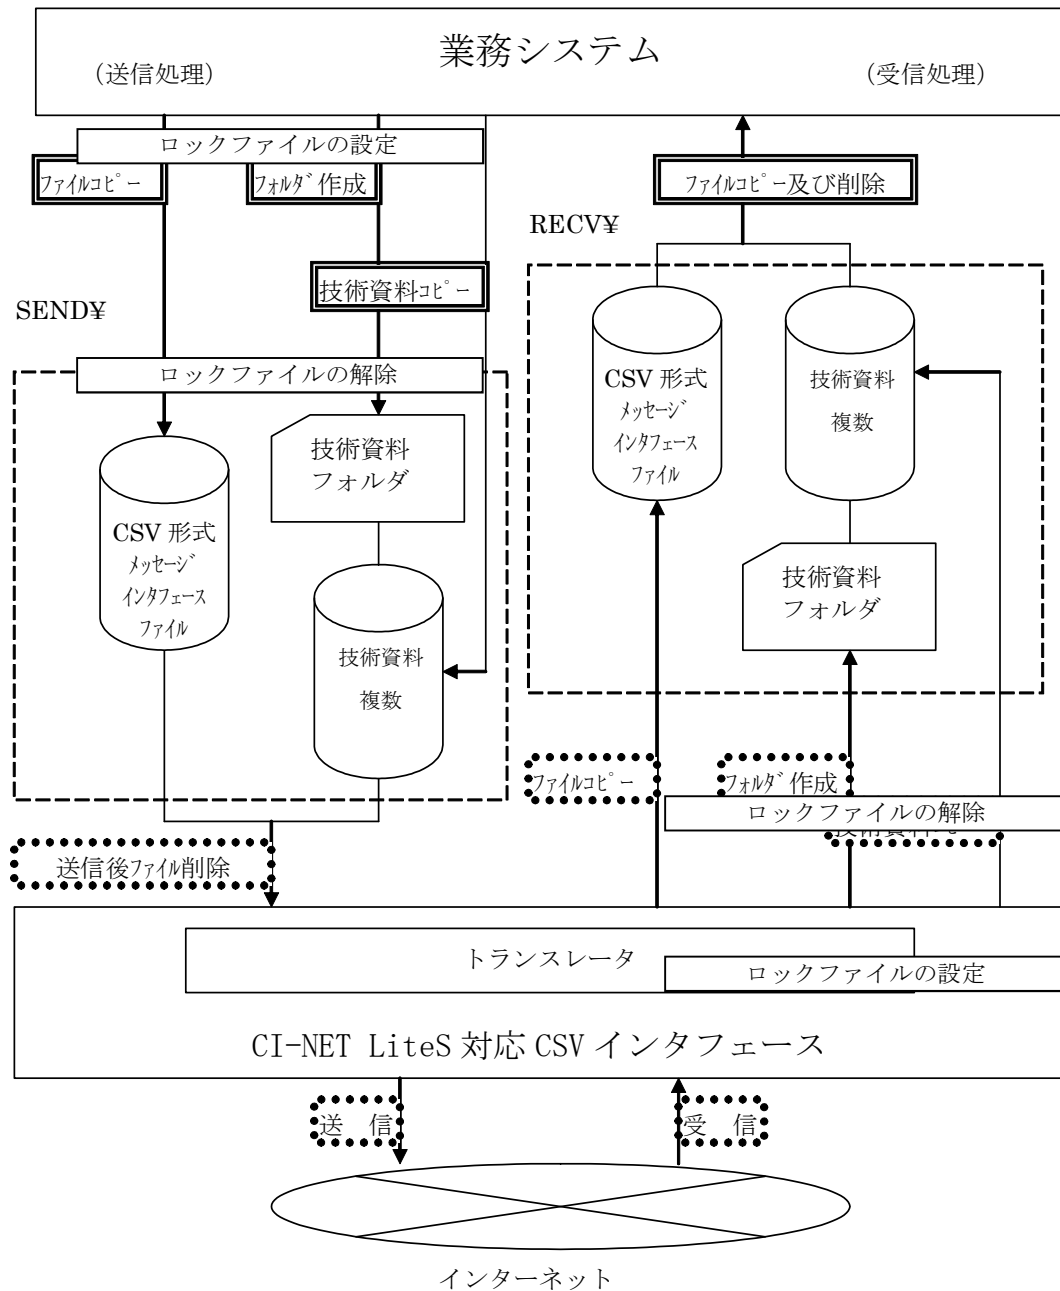 業務システム
(送信処理)
(受信処理)
ロックファイルの設定
ファイルコピー
フォルダ作成
ファイルコピー及び削除
RECV¥
技術資料コピー
SEND¥
ロックファイルの解除
CSV 形式
メッセージ
インタフェース
ファイル
技術資料
複数
技術資料
フォルダ
CSV 形式
メッセージ
インタフェース
ファイル
技術資料
フォルダ
技術資料
複数
ファイルコピー
フォルダ作成
ロックファイルの解除
送信後ファイル削除
トランスレータ
ロックファイルの設定
CI-NET LiteS 対応 CSV インタフェース
送　信
受　信
インターネット